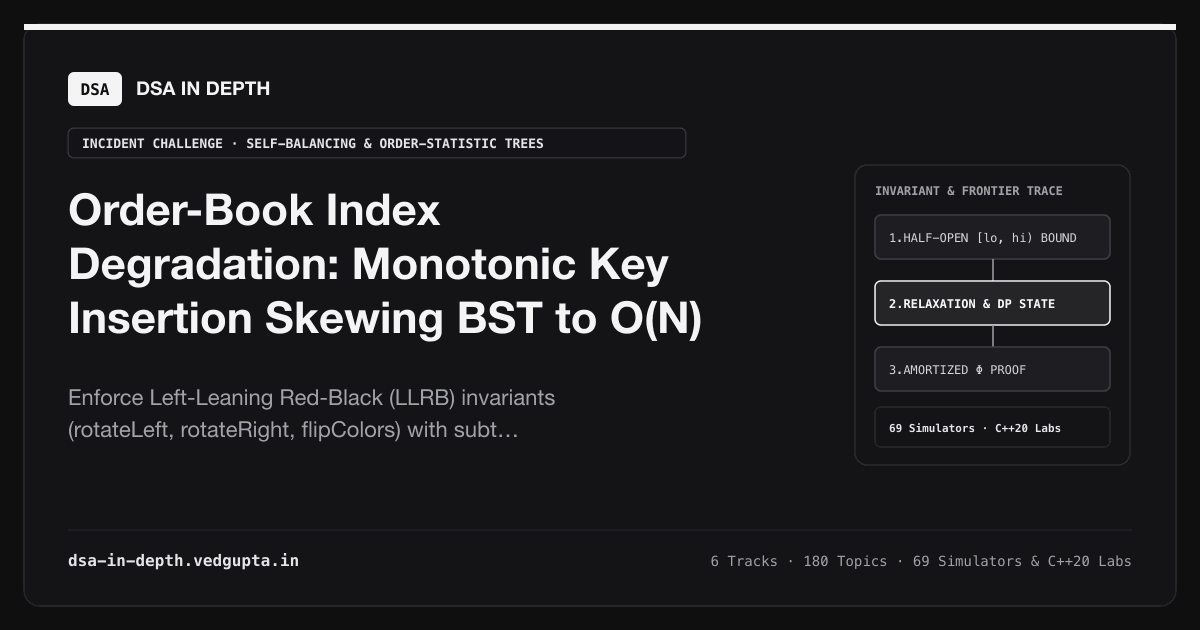 DSA
DSA IN DEPTH
INCIDENT CHALLENGE · SELF-BALANCING & ORDER-STATISTIC TREES
Order-Book Index
Degradation: Monotonic Key
Insertion Skewing BST to O(N)
Enforce Left-Leaning Red-Black (LLRB) invariants
(rotateLeft, rotateRight, flipColors) with subt…
INVARIANT & FRONTIER TRACE
1.HALF-OPEN [lo, hi) BOUND
2.RELAXATION & DP STATE
3.AMORTIZED Φ PROOF
69 Simulators · C++20 Labs
dsa-in-depth.vedgupta.in
6 Tracks · 180 Topics · 69 Simulators & C++20 Labs